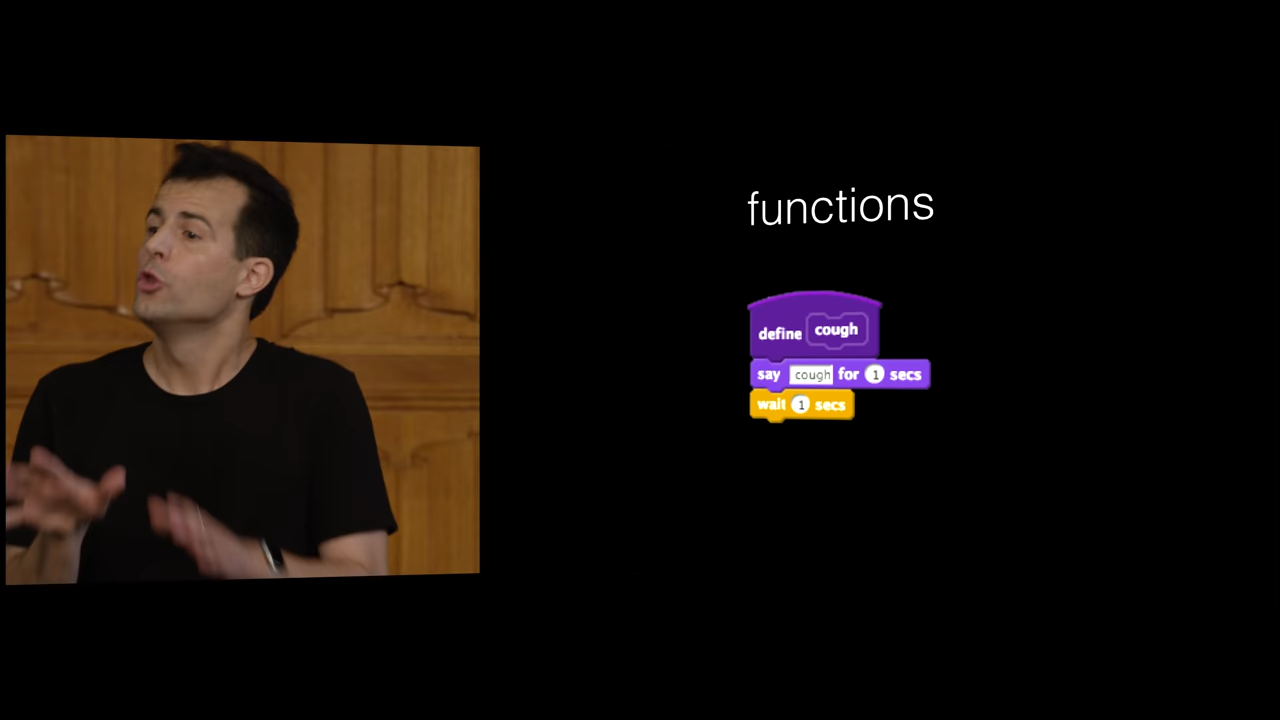 functions
define cough
say cough for 1 secs
wait 1 secs